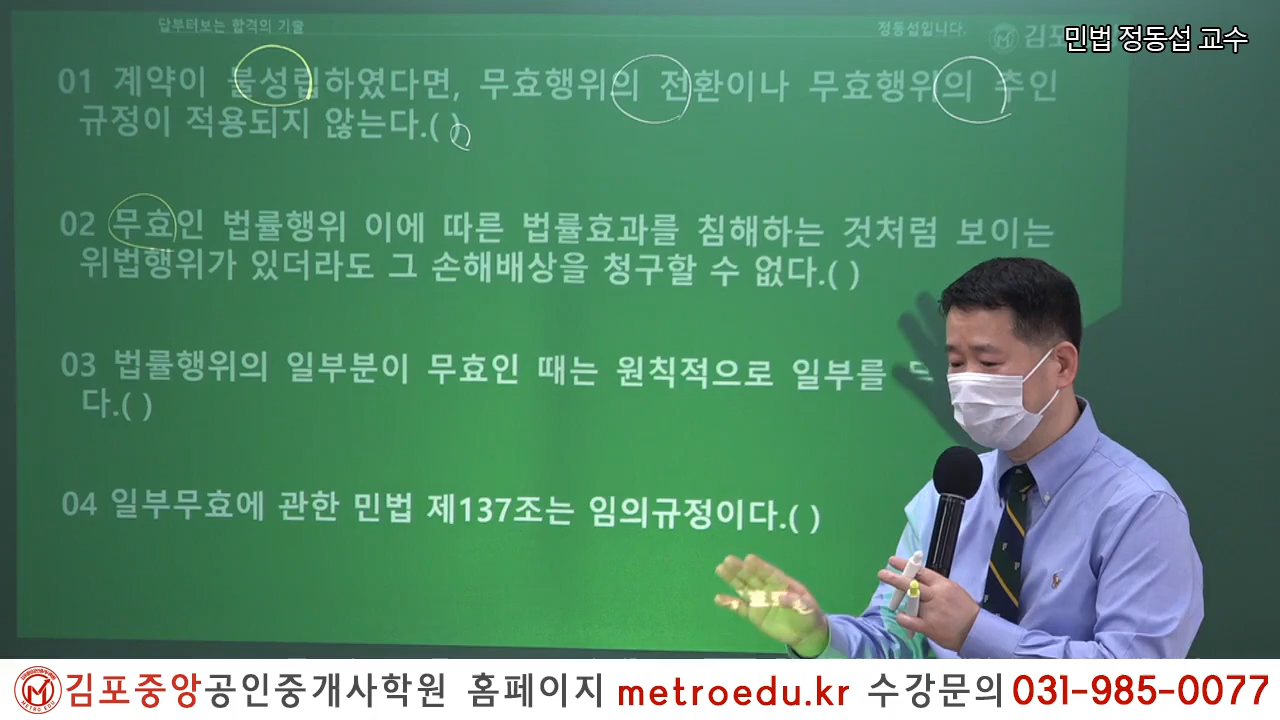 답부터보는 합격의 기술
정동섭입니다.
김포
민법 정동섭 교수
01 계약이 불성립하였다면, 무효행위의 전환이나 무효행위의 추인
규정이 적용되지 않는다.( )
02 무효인 법률행위 이에 따른 법률효과를 침해하는 것처럼 보이는
위법행위가 있더라도 그 손해배상을 청구할 수 없다.( )
03 법률행위의 일부분이 무효인 때는 원칙적으로 일부를
다.( )
04 일부무효에 관한 민법 제137조는 임의규정이다.( )
김포중앙공인중개사학원 홈페이지 metroedu.kr 수강문의 031-985-0077
METRO EDU